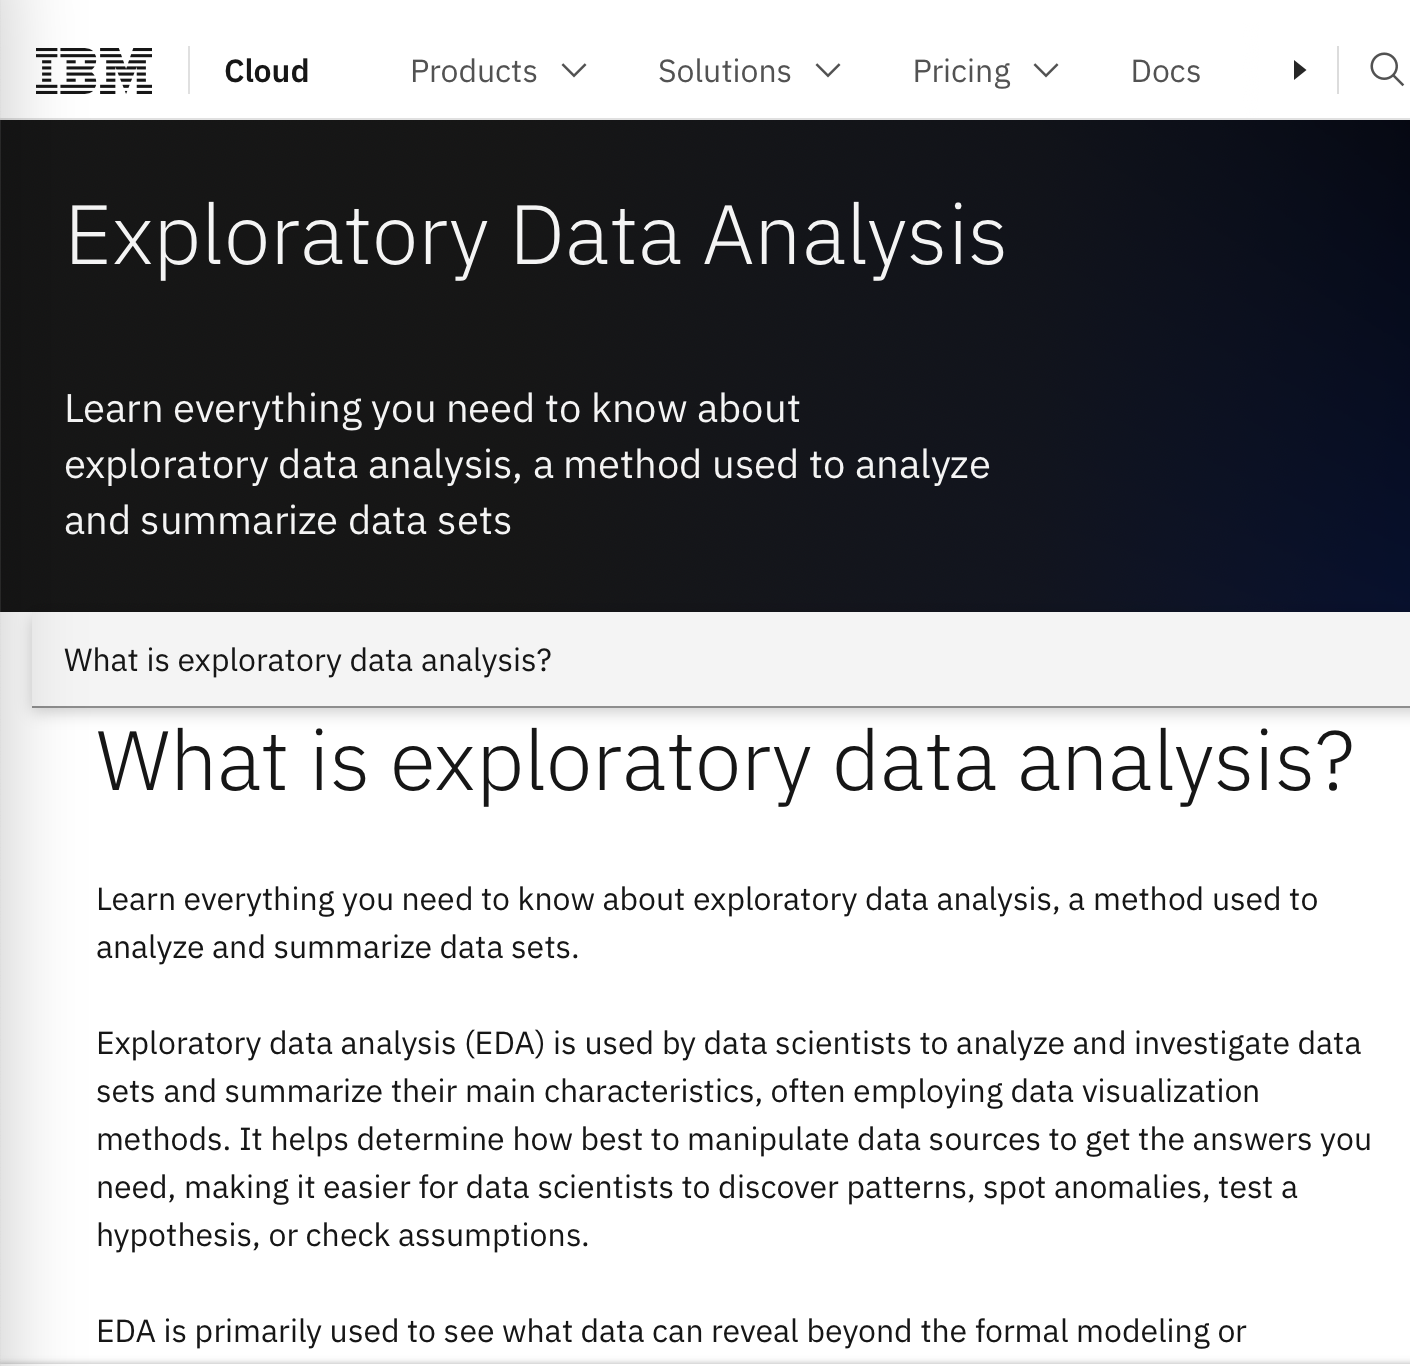 IBM Cloud Products Solutions Pricing Docs
Exploratory Data Analysis
Learn everything you need to know about
exploratory data analysis, a method used to analyze
and summarize data sets
What is exploratory data analysis?
What is exploratory data analysis?
Learn everything you need to know about exploratory data analysis, a method used to
analyze and summarize data sets.
Exploratory data analysis (EDA) is used by data scientists to analyze and investigate data
sets and summarize their main characteristics, often employing data visualization
methods. It helps determine how best to manipulate data sources to get the answers you
need, making it easier for data scientists to discover patterns, spot anomalies, test a
hypothesis, or check assumptions.
EDA is primarily used to see what data can reveal beyond the formal modeling or